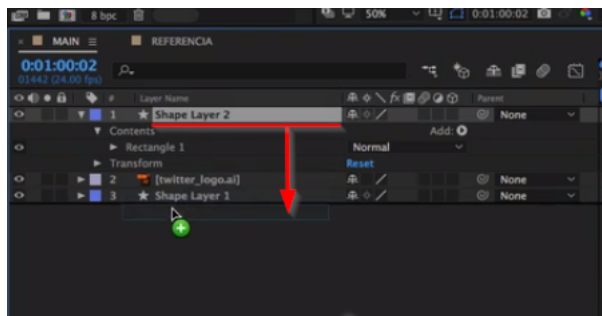 8 bpc 50% 0:01:00:02
MAIN REFERENCIA
0:01:00:02
01442 (24.00 fps)
# Layer Name fx Parent
1 Shape Layer 2 None
Contents Add:
Rectangle 1 Normal
Transform Reset
2 [twitter_logo.ai] None
3 Shape Layer 1 None